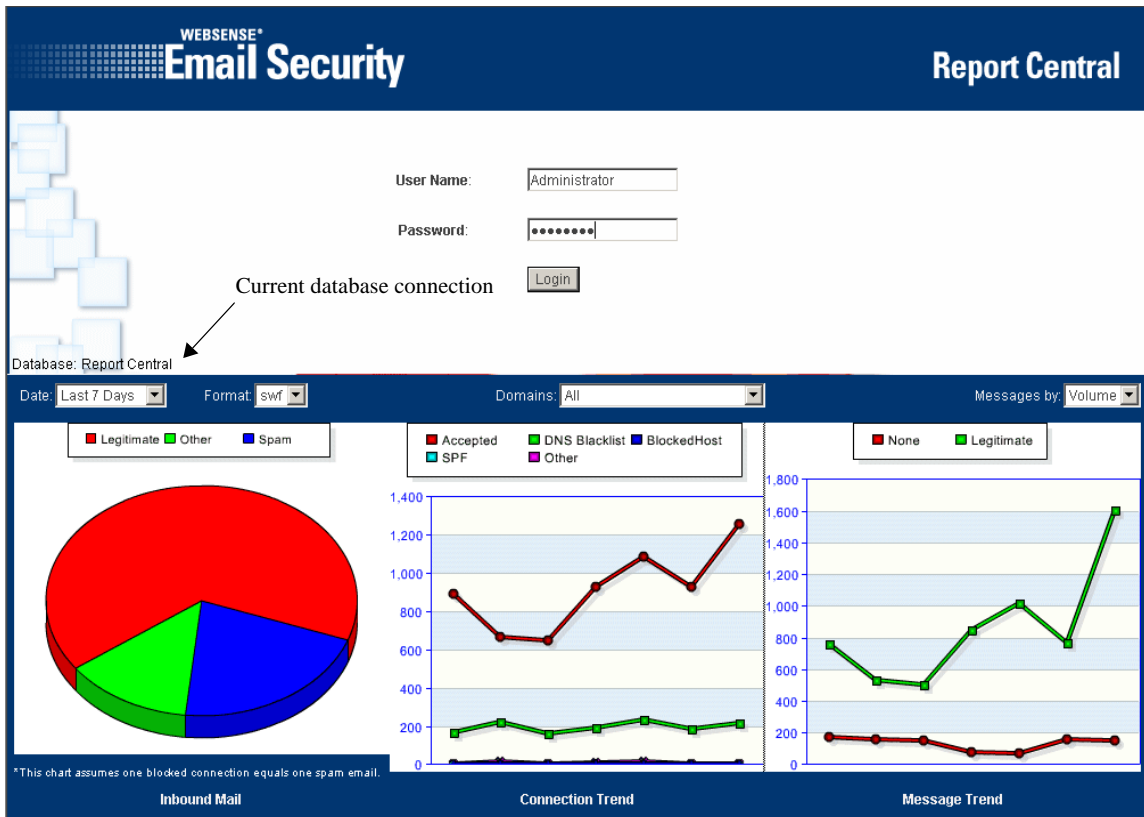 WEBSENSE®
Email Security
Report Central
User Name:
Administrator
Password:
••••••••
Login
Current database connection
Database: Report Central
Date: Last 7 Days Format: swf Domains: All Messages by: Volume
Legitimate Other Spam
*This chart assumes one blocked connection equals one spam email.
Inbound Mail
Accepted DNS Blacklist BlockedHost
SPF Other
1,400
1,200
1,000
800
600
400
200
0
Connection Trend
None Legitimate
1,800
1,600
1,400
1,200
1,000
800
600
400
200
0
Message Trend